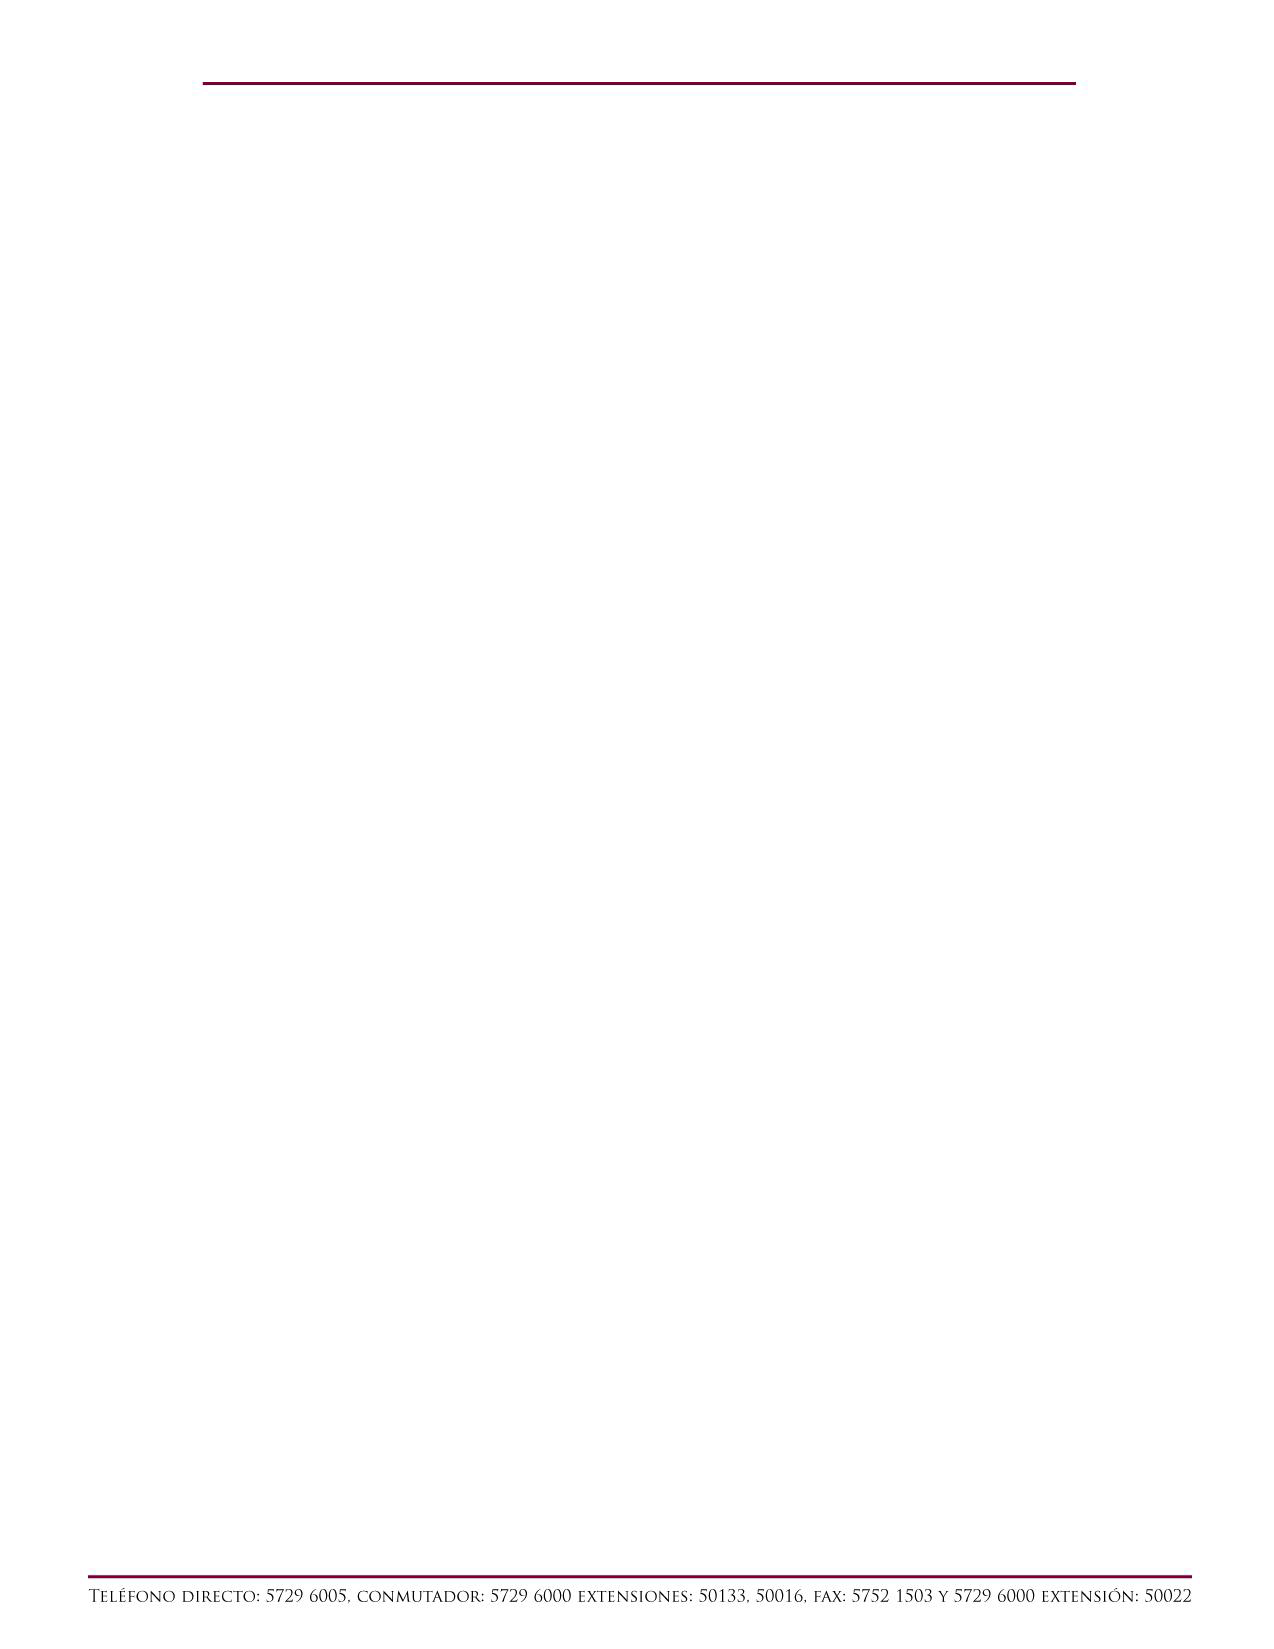 Teléfono directo: 5729 6005, conmutador: 5729 6000 extensiones: 50133, 50016, fax: 5752 1503 y 5729 6000 extensión: 50022